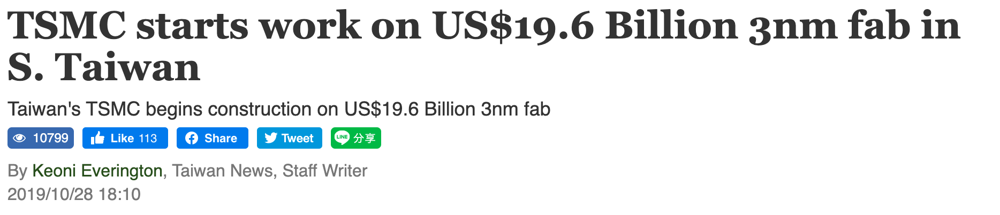 TSMC starts work on US$19.6 Billion 3nm fab in
S. Taiwan
Taiwan's TSMC begins construction on US$19.6 Billion 3nm fab
10799 Like 113 Share Tweet LINE 分享
By Keoni Everington, Taiwan News, Staff Writer
2019/10/28 18:10